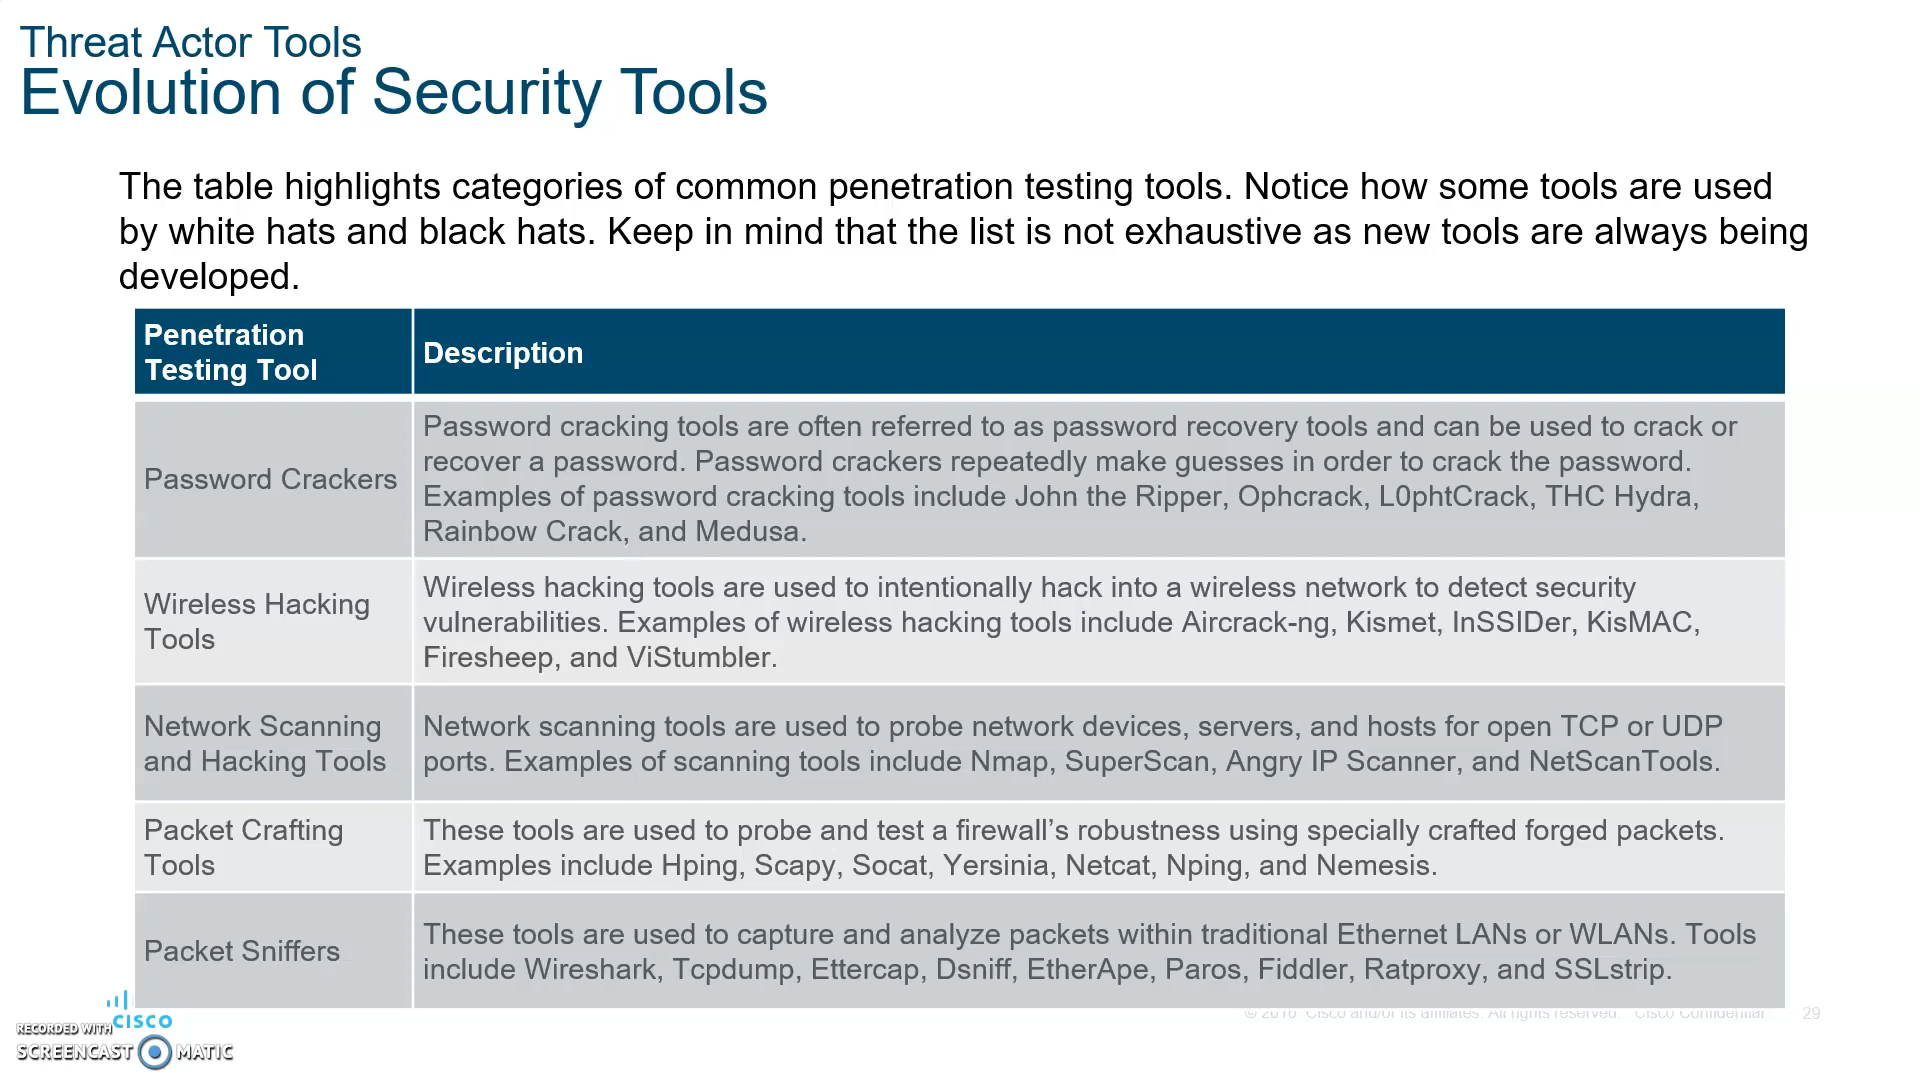 Threat Actor Tools
Evolution of Security Tools
The table highlights categories of common penetration testing tools. Notice how some tools are used
by white hats and black hats. Keep in mind that the list is not exhaustive as new tools are always being
developed.
Penetration
Testing Tool
Description
Password Crackers
Password cracking tools are often referred to as password recovery tools and can be used to crack or
recover a password. Password crackers repeatedly make guesses in order to crack the password.
Examples of password cracking tools include John the Ripper, Ophcrack, L0phtCrack, THC Hydra,
Rainbow Crack, and Medusa.
Wireless Hacking
Tools
Wireless hacking tools are used to intentionally hack into a wireless network to detect security
vulnerabilities. Examples of wireless hacking tools include Aircrack-ng, Kismet, InSSIDer, KisMAC,
Firesheep, and ViStumbler.
Network Scanning
and Hacking Tools
Network scanning tools are used to probe network devices, servers, and hosts for open TCP or UDP
ports. Examples of scanning tools include Nmap, SuperScan, Angry IP Scanner, and NetScanTools.
Packet Crafting
Tools
These tools are used to probe and test a firewall’s robustness using specially crafted forged packets.
Examples include Hping, Scapy, Socat, Yersinia, Netcat, Nping, and Nemesis.
Packet Sniffers
These tools are used to capture and analyze packets within traditional Ethernet LANs or WLANs. Tools
include Wireshark, Tcpdump, Ettercap, Dsniff, EtherApe, Paros, Fiddler, Ratproxy, and SSLstrip.
CISCO
© 2016 Cisco and/or its affiliates. All rights reserved. Cisco Confidential
29
RECORDED WITH
SCREENCAST MATIC